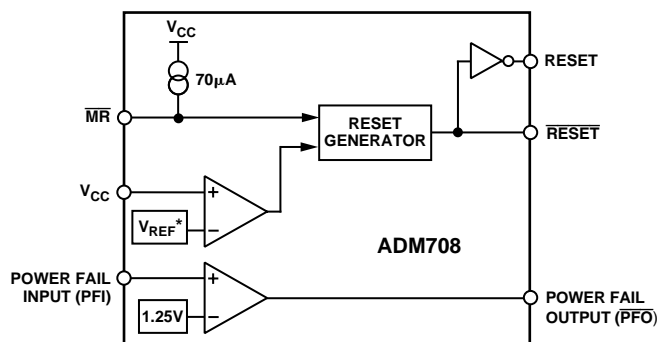 VCC
70µA
MR
RESET
GENERATOR
RESET
RESET
VCC
VREF*
+
−
ADM708
POWER FAIL
INPUT (PFI)
1.25V
+
−
POWER FAIL
OUTPUT (PFO)